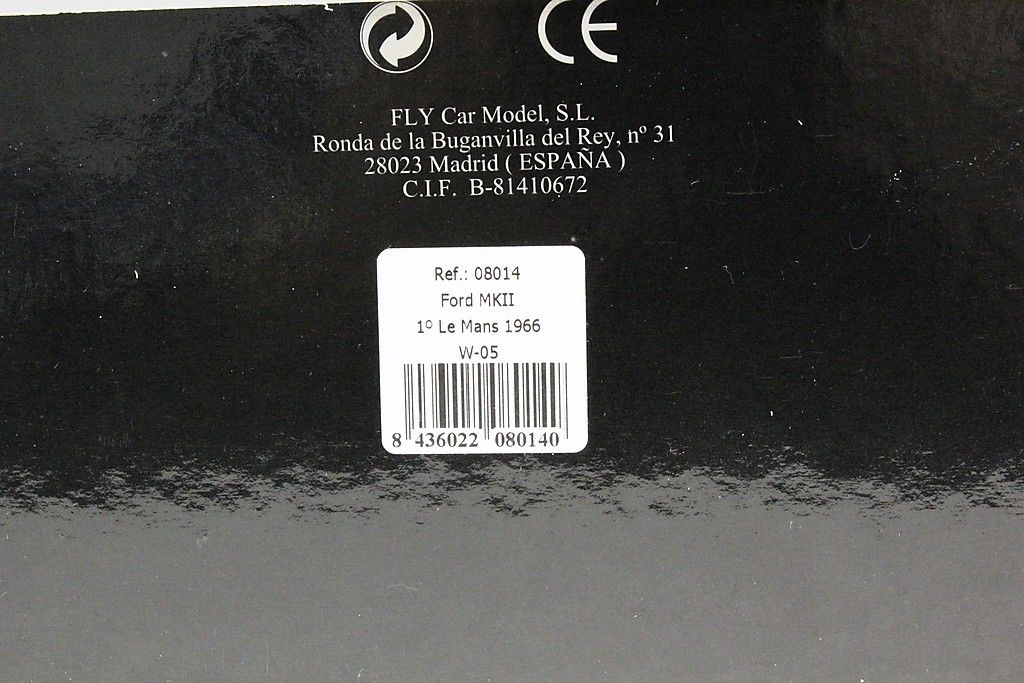 CE
FLY Car Model, S.L.
Ronda de la Buganvilla del Rey, nº 31
28023 Madrid ( ESPAÑA )
C.I.F. B-81410672
Ref.: 08014
Ford MKII
1º Le Mans 1966
W-05
8 436022 080140